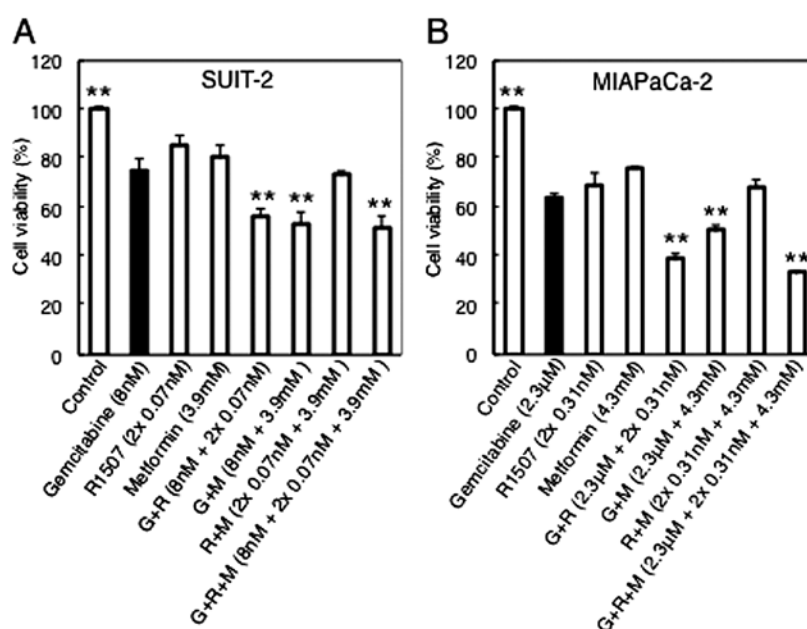 A
SUIT-2
Cell viability (%)
120
100
80
60
40
20
0
**
**
**
**
Control
Gemcitabine (8nM)
R1507 (2x 0.07nM)
Metformin (3.9mM)
G+R (8nM + 2x 0.07nM)
G+M (8nM + 3.9mM )
R+M (2x 0.07nM + 3.9mM )
G+R+M (8nM + 2x 0.07nM + 3.9mM )
B
MIAPaCa-2
Cell viability (%)
120
100
80
60
40
20
0
**
**
**
**
Control
Gemcitabine (2.3µM)
R1507 (2x 0.31nM)
Metformin (4.3mM)
G+R (2.3µM + 2x 0.31nM)
G+M (2.3µM + 4.3mM)
R+M (2x 0.31nM + 4.3mM)
G+R+M (2.3µM + 2x 0.31nM + 4.3mM)